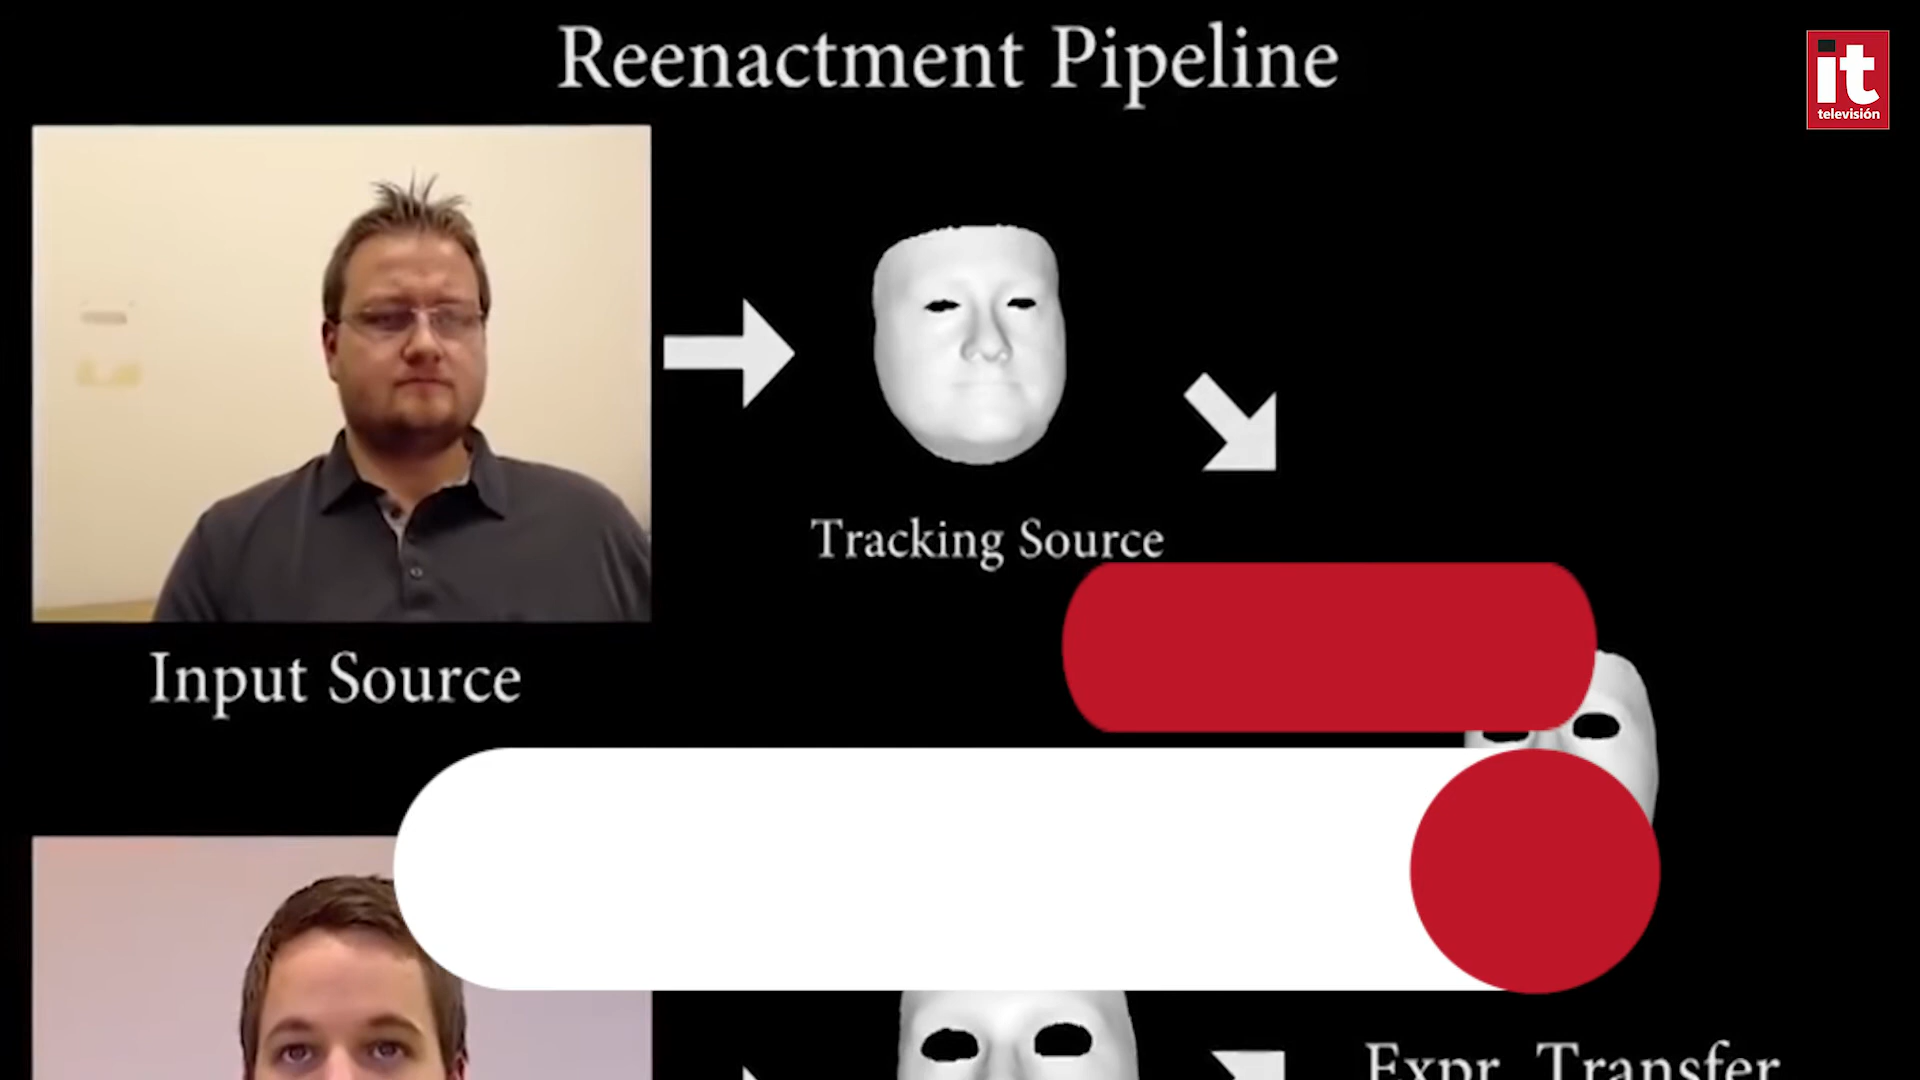 Reenactment Pipeline
it
televisión
Tracking Source
Input Source
Expr. Transfer